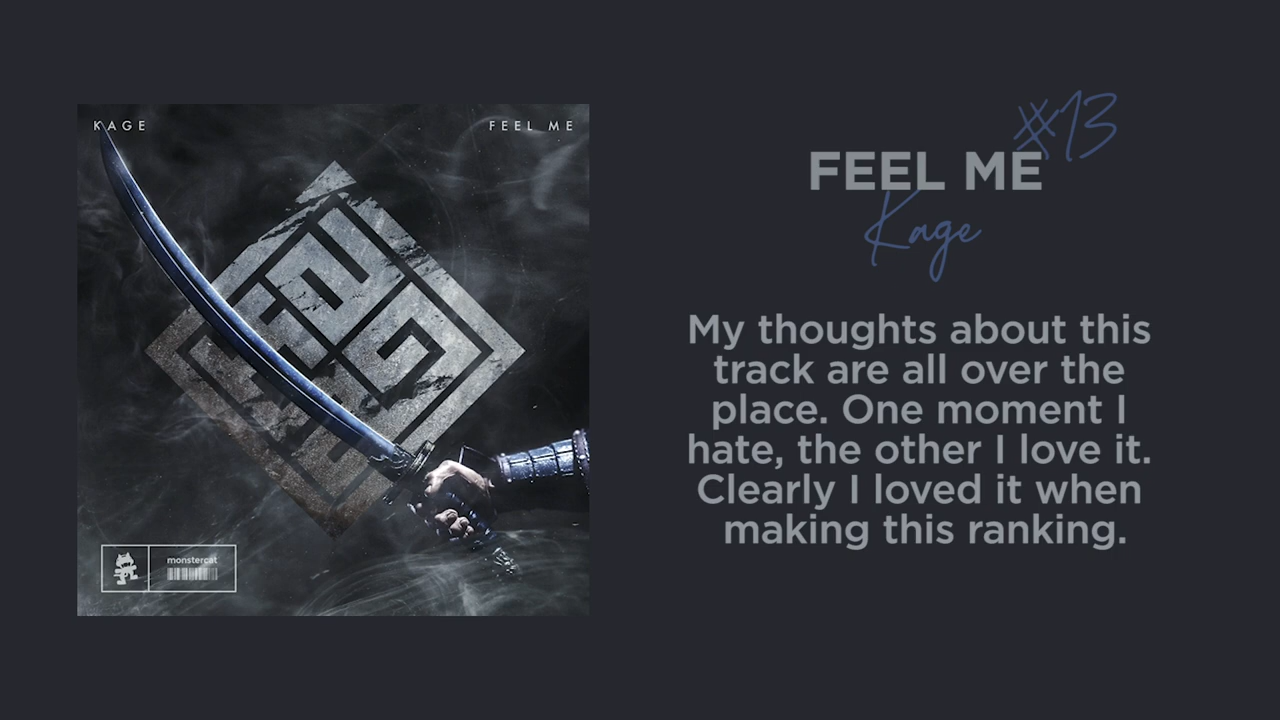 KAGE
FEEL ME
monstercat
#13
FEEL ME
Kage
My thoughts about this
track are all over the
place. One moment I
hate, the other I love it.
Clearly I loved it when
making this ranking.